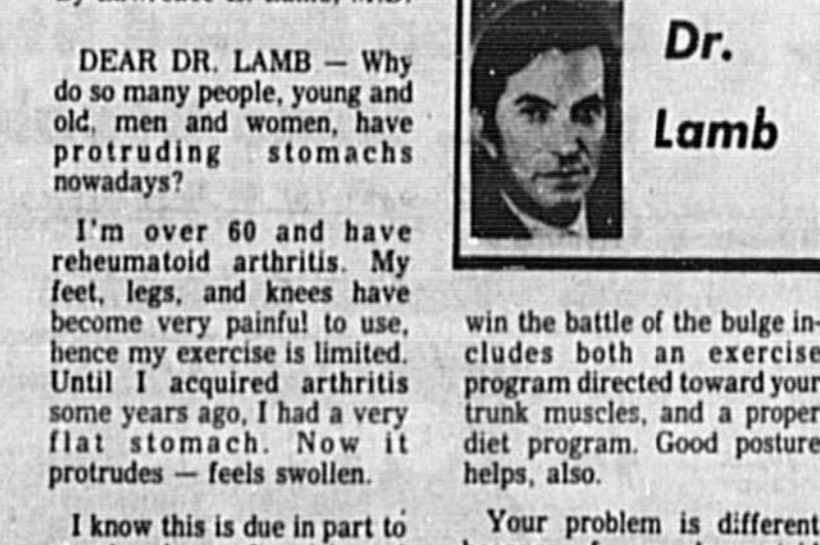 DEAR DR. LAMB — Why
do so many people, young and
old, men and women, have
protruding stomachs
nowadays?
I'm over 60 and have
reheumatoid arthritis. My
feet, legs, and knees have
become very painful to use,
hence my exercise is limited.
Until I acquired arthritis
some years ago, I had a very
flat stomach. Now it
protrudes — feels swollen.
I know this is due in part to
Dr.
Lamb
win the battle of the bulge in-
cludes both an exercise
program directed toward your
trunk muscles, and a proper
diet program. Good posture
helps, also.
Your problem is different